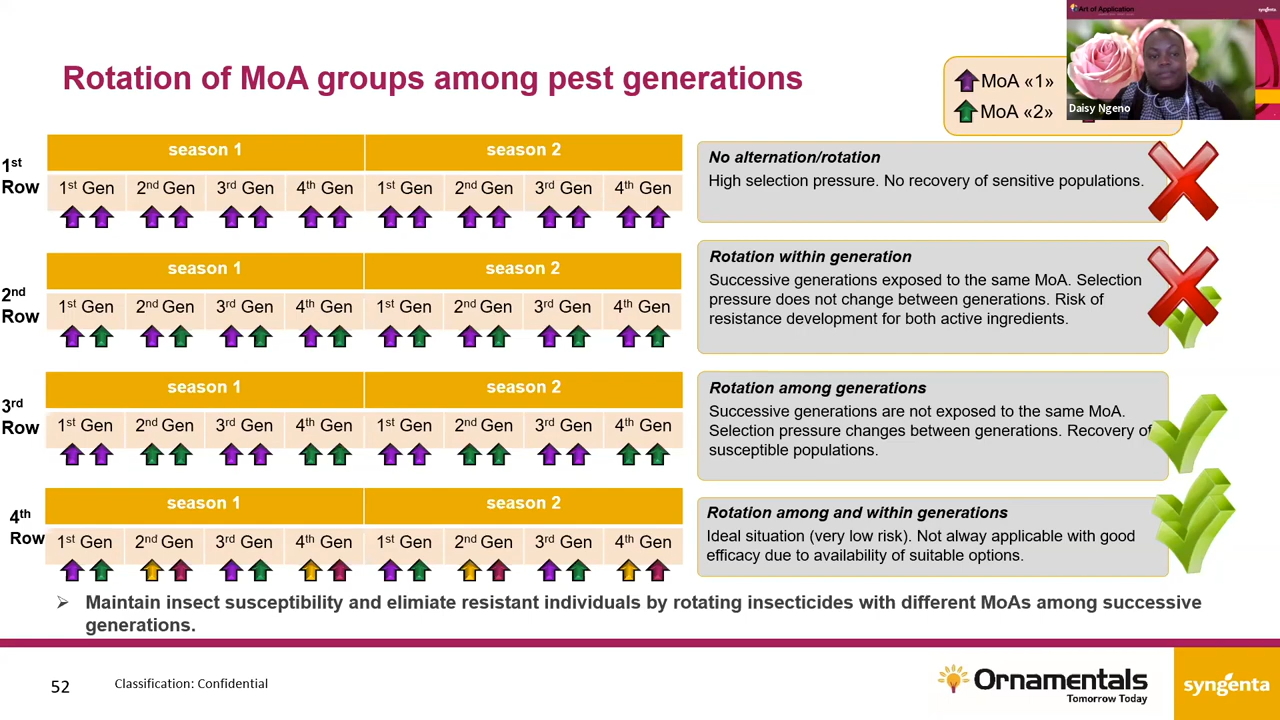 Art of Application
syngenta
Daisy Ngeno
Rotation of MoA groups among pest generations
MoA «1»
MoA «2»
1st Row
season 1 season 2
1st Gen 2nd Gen 3rd Gen 4th Gen 1st Gen 2nd Gen 3rd Gen 4th Gen
No alternation/rotation
High selection pressure. No recovery of sensitive populations.
2nd Row
season 1 season 2
1st Gen 2nd Gen 3rd Gen 4th Gen 1st Gen 2nd Gen 3rd Gen 4th Gen
Rotation within generation
Successive generations exposed to the same MoA. Selection
pressure does not change between generations. Risk of
resistance development for both active ingredients.
3rd Row
season 1 season 2
1st Gen 2nd Gen 3rd Gen 4th Gen 1st Gen 2nd Gen 3rd Gen 4th Gen
Rotation among generations
Successive generations are not exposed to the same MoA.
Selection pressure changes between generations. Recovery of
susceptible populations.
4th Row
season 1 season 2
1st Gen 2nd Gen 3rd Gen 4th Gen 1st Gen 2nd Gen 3rd Gen 4th Gen
Rotation among and within generations
Ideal situation (very low risk). Not alway applicable with good
efficacy due to availability of suitable options.
Maintain insect susceptibility and elimiate resistant individuals by rotating insecticides with different MoAs among successive
generations.
52
Classification: Confidential
Ornamentals
Tomorrow Today
syngenta